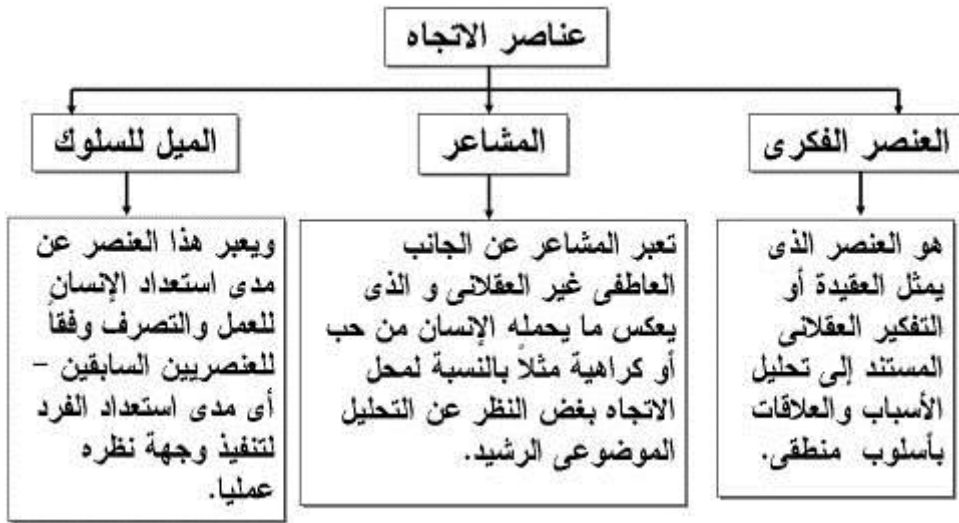 عناصر الاتجاه
العنصر الفكرى
المشاعر
الميل للسلوك
هو العنصر الذى
يمثل العقيدة أو
التفكير العقلانى
المستند إلى تحليل
الأسباب والعلاقات
بأسلوب منطقى.
تعبر المشاعر عن الجانب
العاطفى غير العقلانى و الذى
يعكس ما يحمله الإنسان من حب
أو كراهية مثلاً بالنسبة لمحل
الاتجاه بغض النظر عن التحليل
الموضوعى الرشيد.
ويعبر هذا العنصر عن
مدى استعداد الإنسان
للعمل والتصرف وفقاً
للعنصريين السابقين –
أى مدى استعداد الفرد
لتنفيذ وجهة نظره
عمليا.